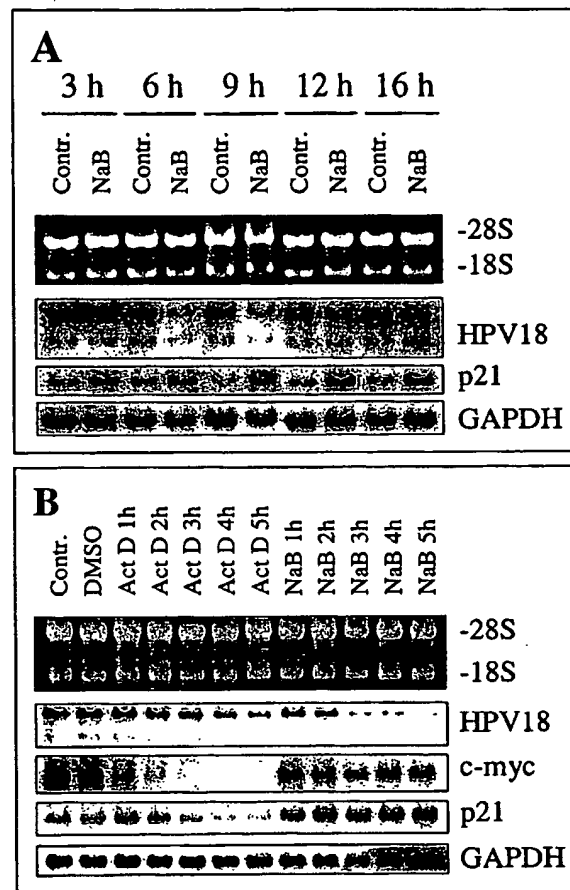 A
3 h 6 h 9 h 12 h 16 h
Contr. NaB Contr. NaB Contr. NaB Contr. NaB Contr. NaB
-28S
-18S
HPV18
p21
GAPDH
B
Contr. DMSO Act D 1h Act D 2h Act D 3h Act D 4h Act D 5h NaB 1h NaB 2h NaB 3h NaB 4h NaB 5h
-28S
-18S
HPV18
c-myc
p21
GAPDH